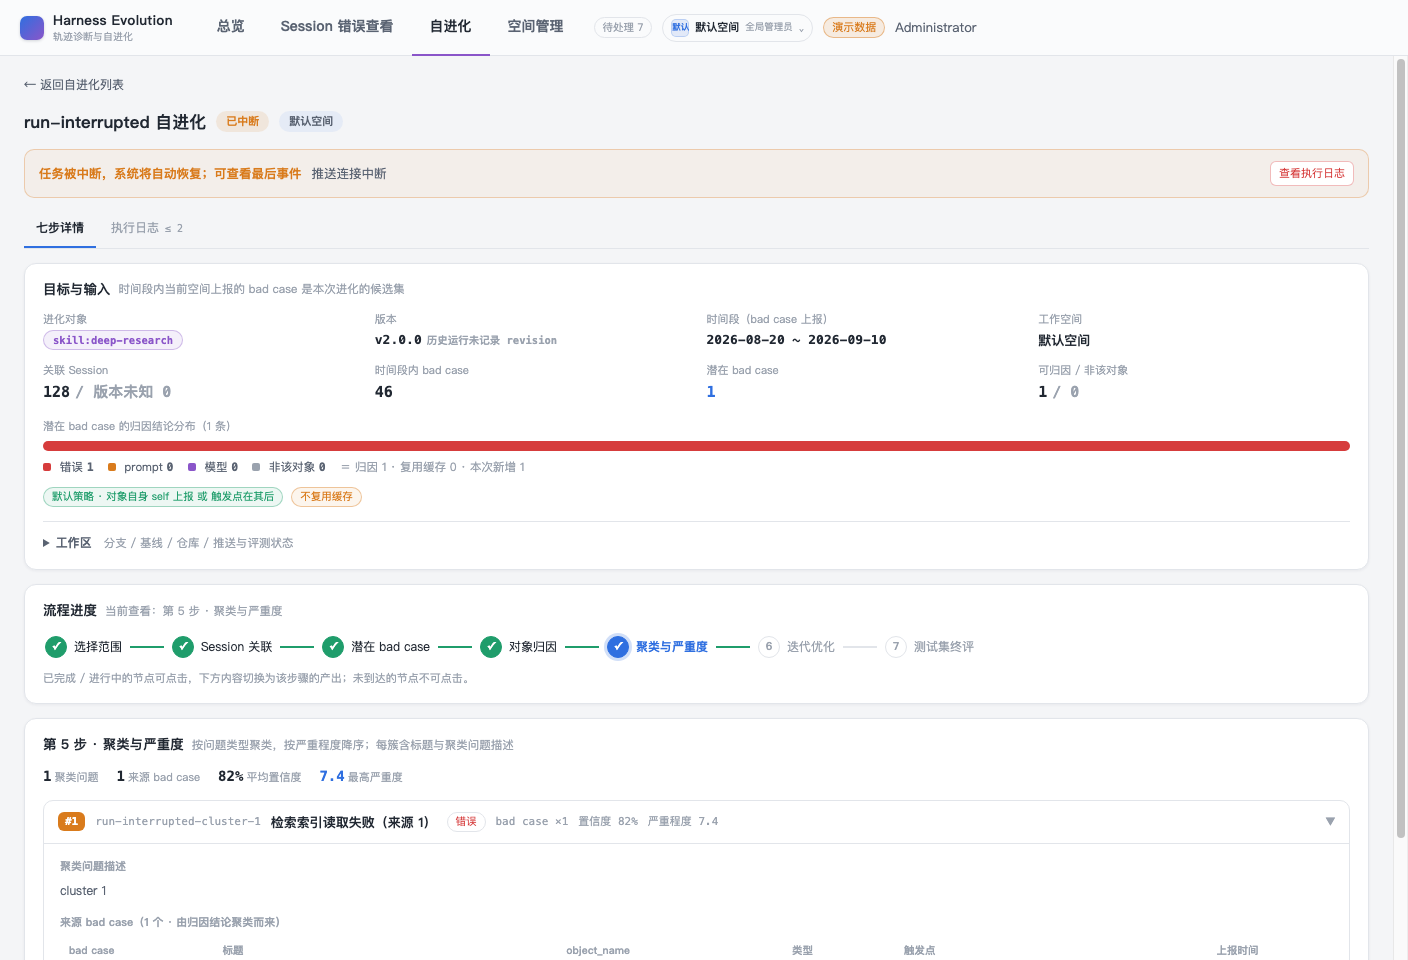 Harness Evolution
轨迹诊断与自进化
总览
Session 错误查看
自进化
空间管理
待处理 7
默认 默认空间 全局管理员
演示数据
Administrator
← 返回自进化列表
run-interrupted 自进化 已中断 默认空间
任务被中断，系统将自动恢复；可查看最后事件 推送连接中断
查看执行日志
七步详情 执行日志 ≤ 2
目标与输入 时间段内当前空间上报的 bad case 是本次进化的候选集
进化对象 版本 时间段（bad case 上报） 工作空间
skill:deep-research v2.0.0 历史运行未记录 revision 2026-08-20 ~ 2026-09-10 默认空间
关联 Session 时间段内 bad case 潜在 bad case 可归因 / 非该对象
128 / 版本未知 0 46 1 1 / 0
潜在 bad case 的归因结论分布（1 条）
错误 1 prompt 0 模型 0 非该对象 0 = 归因 1 · 复用缓存 0 · 本次新增 1
默认策略 · 对象自身 self 上报 或 触发点在其后 不复用缓存
▶ 工作区 分支 / 基线 / 仓库 / 推送与评测状态
流程进度 当前查看：第 5 步 · 聚类与严重度
✓ 选择范围 ✓ Session 关联 ✓ 潜在 bad case ✓ 对象归因 ✓ 聚类与严重度 6 迭代优化 7 测试集终评
已完成 / 进行中的节点可点击，下方内容切换为该步骤的产出；未到达的节点不可点击。
第 5 步 · 聚类与严重度 按问题类型聚类，按严重程度降序；每簇含标题与聚类问题描述
1 聚类问题 1 来源 bad case 82% 平均置信度 7.4 最高严重度
#1 run-interrupted-cluster-1 检索索引读取失败（来源 1） 错误 bad case ×1 置信度 82% 严重程度 7.4 ▼
聚类问题描述
cluster 1
来源 bad case（1 个 · 由归因结论聚类而来）
bad case 标题 object_name 类型 触发点 上报时间